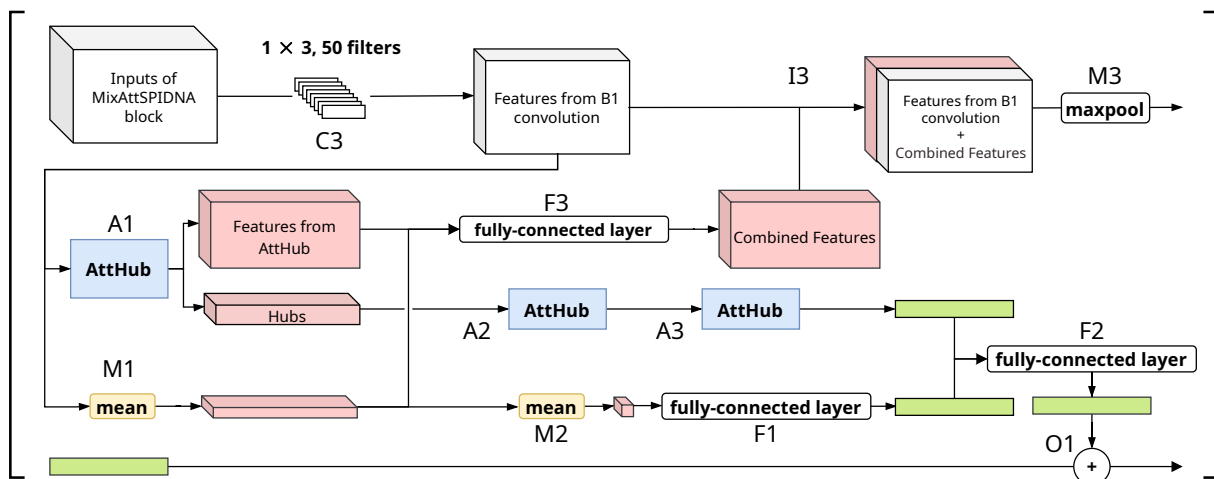 1 × 3, 50 filters
Inputs of
MixAttSPIDNA
block
C3
Features from B1
convolution
I3
Features from B1
convolution
+
Combined Features
M3
maxpool
A1
AttHub
Features from
AttHub
Hubs
F3
fully-connected layer
Combined Features
A2
AttHub
A3
AttHub
F2
fully-connected layer
M1
mean
mean
M2
fully-connected layer
F1
O1
+